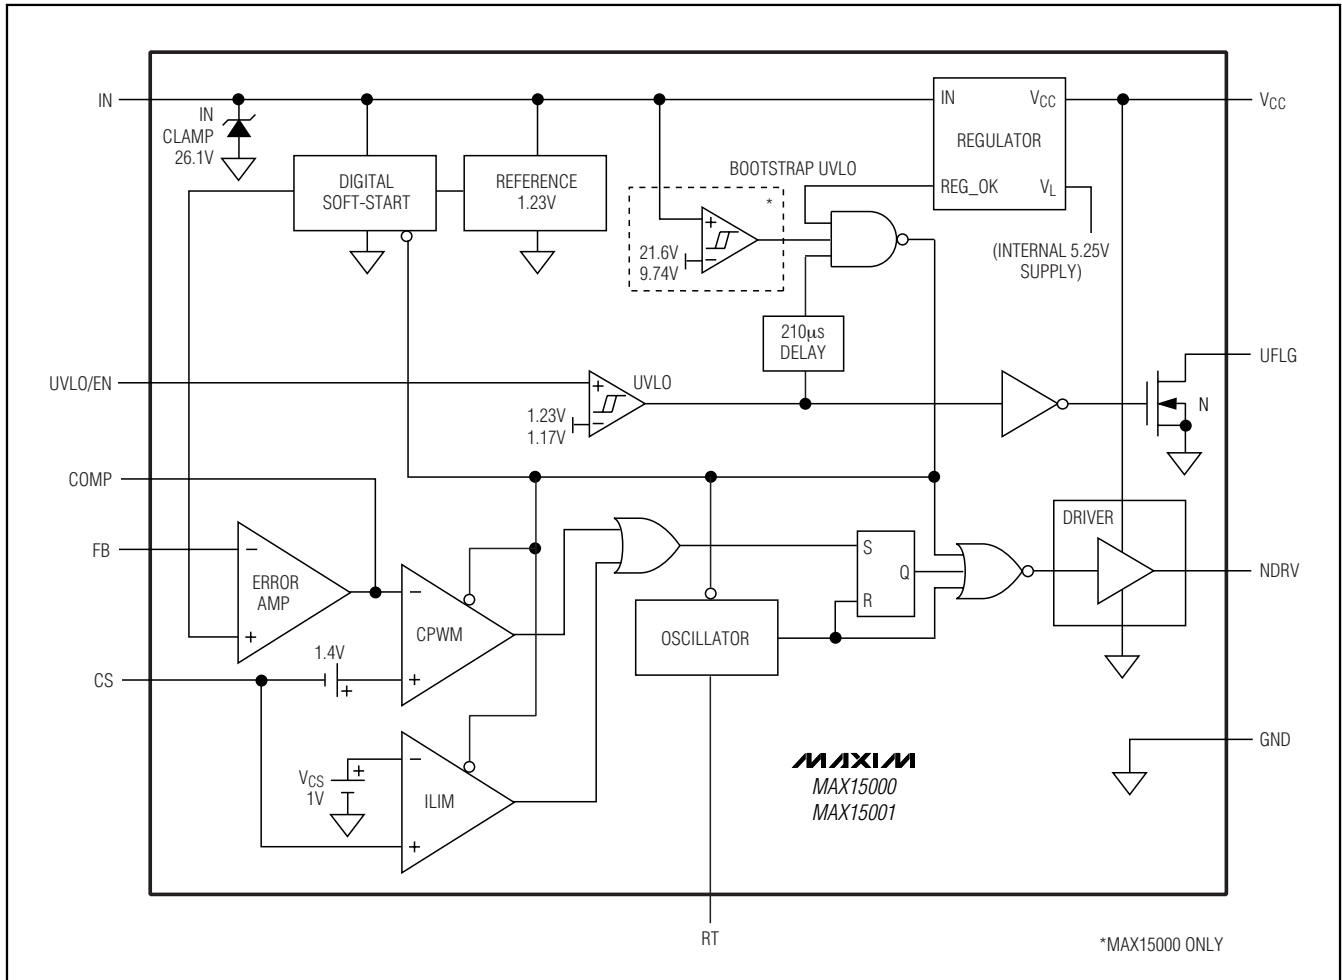 IN
IN
CLAMP
26.1V
DIGITAL
SOFT-START
REFERENCE
1.23V
BOOTSTRAP UVLO
*
+
−
21.6V
9.74V
IN
VCC
REGULATOR
REG_OK
VL
VCC
(INTERNAL 5.25V
SUPPLY)
210µs
DELAY
UFLG
N
UVLO/EN
UVLO
+
−
1.23V
1.17V
COMP
FB
−
ERROR
AMP
+
−
CPWM
+
1.4V
+
CS
VCS
1V
+
−
ILIM
+
S
Q
R
OSCILLATOR
DRIVER
NDRV
GND
MAXIM
MAX15000
MAX15001
RT
*MAX15000 ONLY